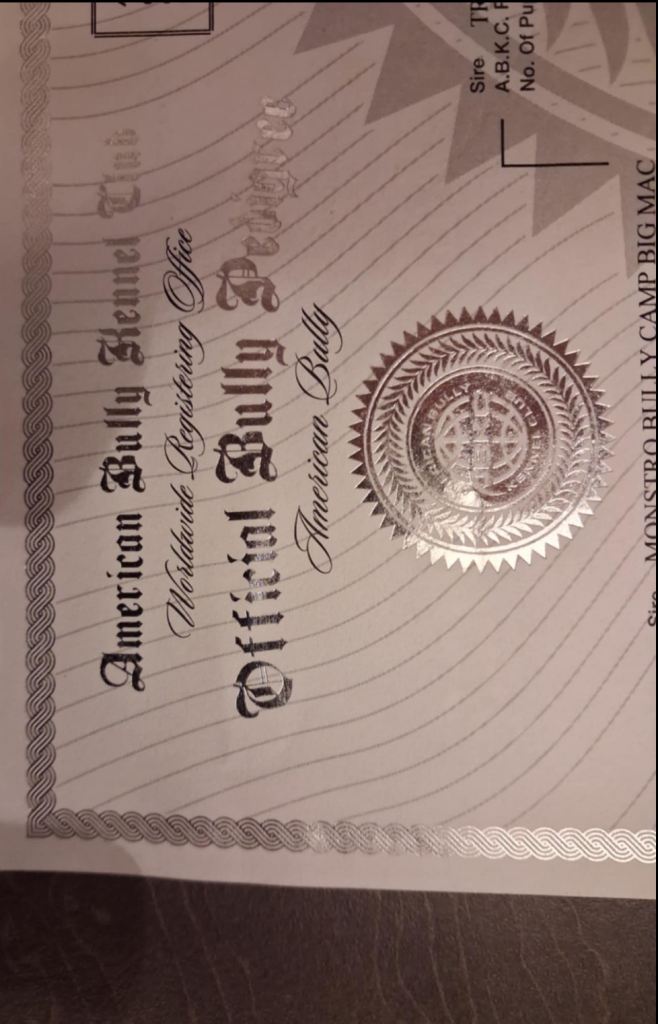 American Bully Kennel Club
Worldwide Registering Office
Official Bully Pedigree
American Bully
Sire
A.B.K.C.
No. Of
Sire MONSTRO BULLY CAMP BIG MAC